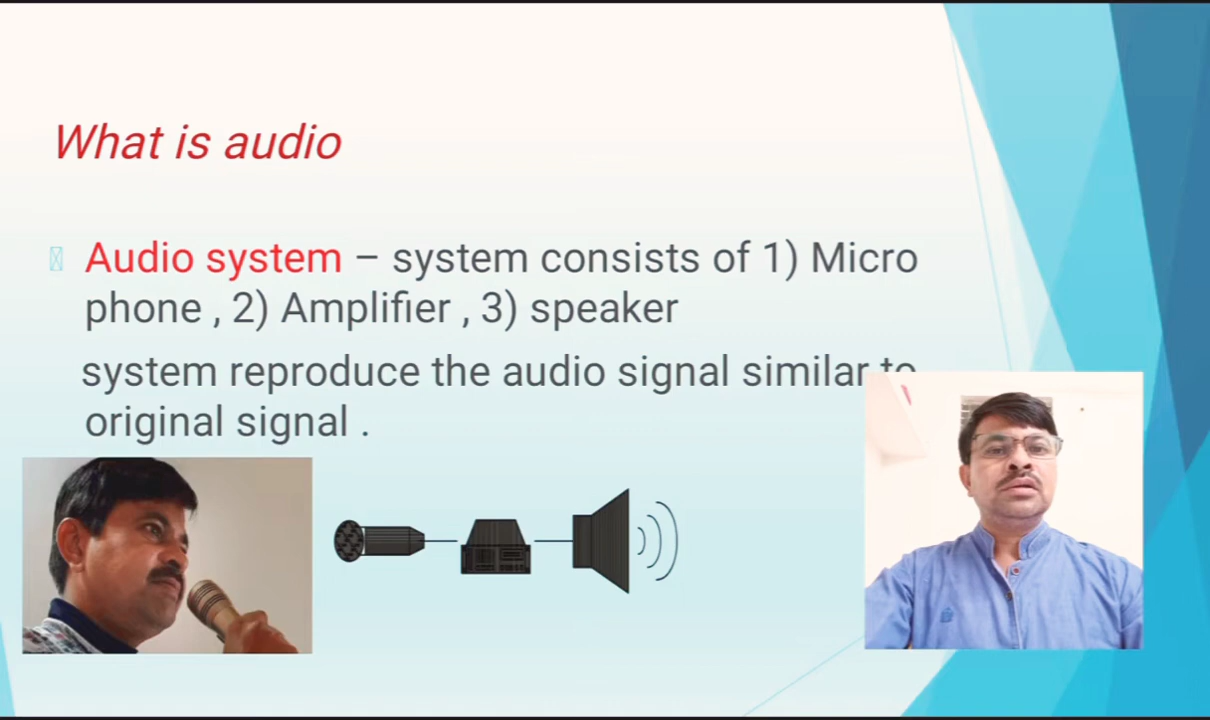 What is audio
Audio system – system consists of 1) Micro
phone , 2) Amplifier , 3) speaker
system reproduce the audio signal similar to
original signal .